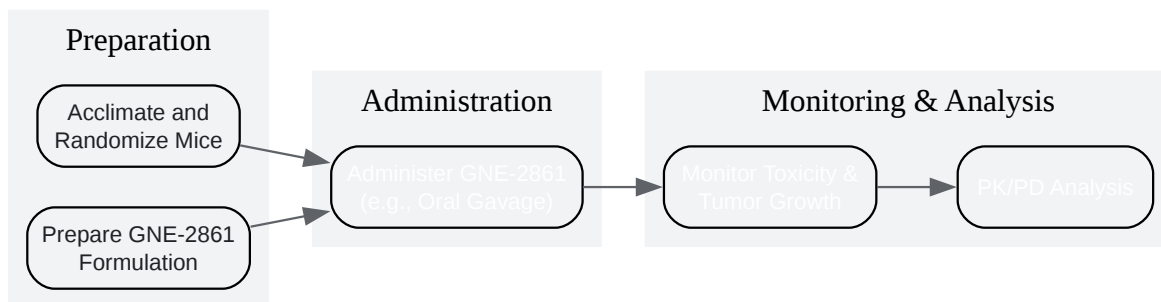 Preparation
Acclimate and
Randomize Mice
Prepare GNE-2861
Formulation
Administration
Administer GNE-2861
(e.g., Oral Gavage)
Monitoring & Analysis
Monitor Toxicity &
Tumor Growth
PK/PD Analysis